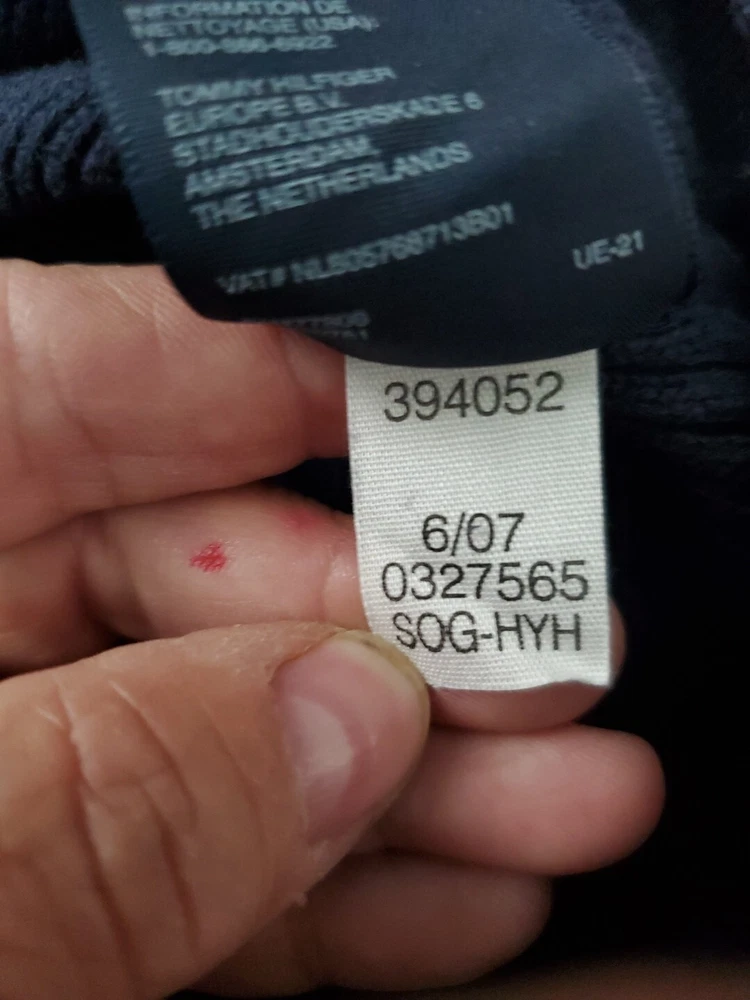 INFORMATION DE
NETTOYAGE (USA):
TOMMY HILFIGER
EUROPE B.V.
STADHOUDERSKADE 6
AMSTERDAM,
THE NETHERLANDS
VAT#
UE-21
394052
6/07
0327565
SOG-HYH